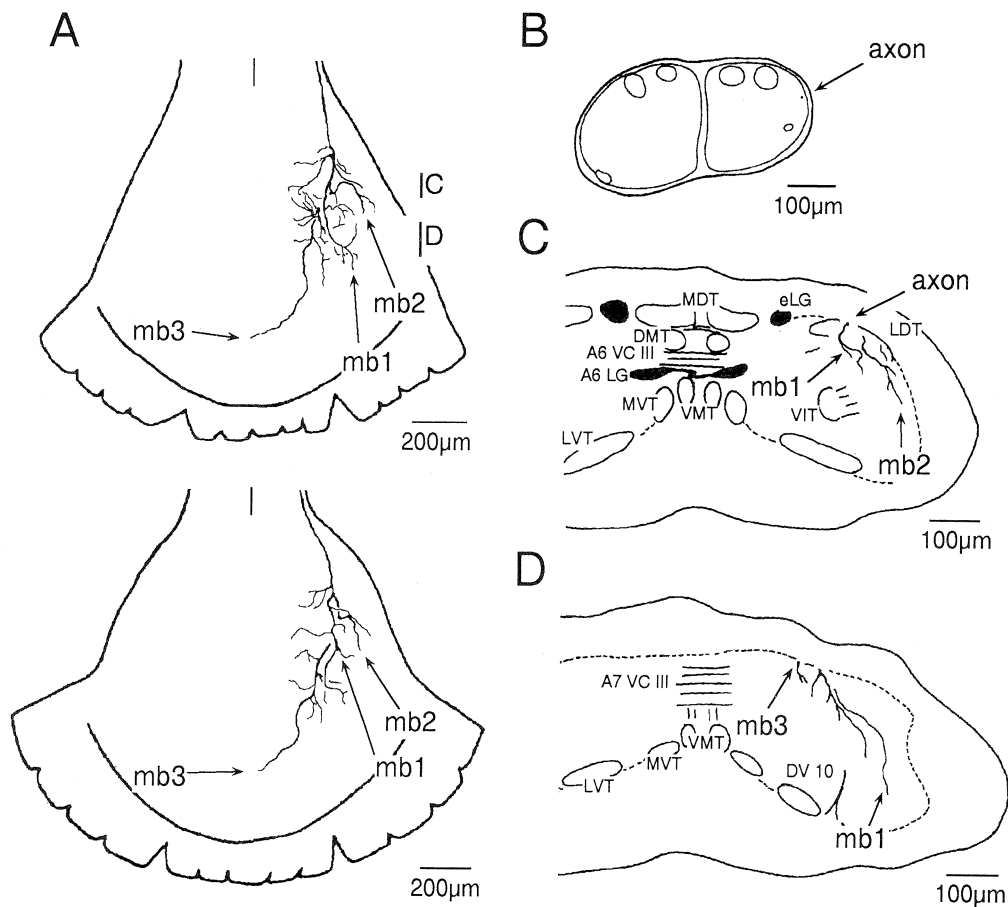 A
C
D
mb2
mb3
mb1
200µm
mb2
mb1
mb3
200µm
B
axon
100µm
C
axon
MDT
eLG
LDT
DMT
A6 VC III
A6 LG
mb1
MVT
VMT
VIT
LVT
mb2
100µm
D
A7 VC III
mb3
VMT
MVT
DV 10
LVT
mb1
100µm